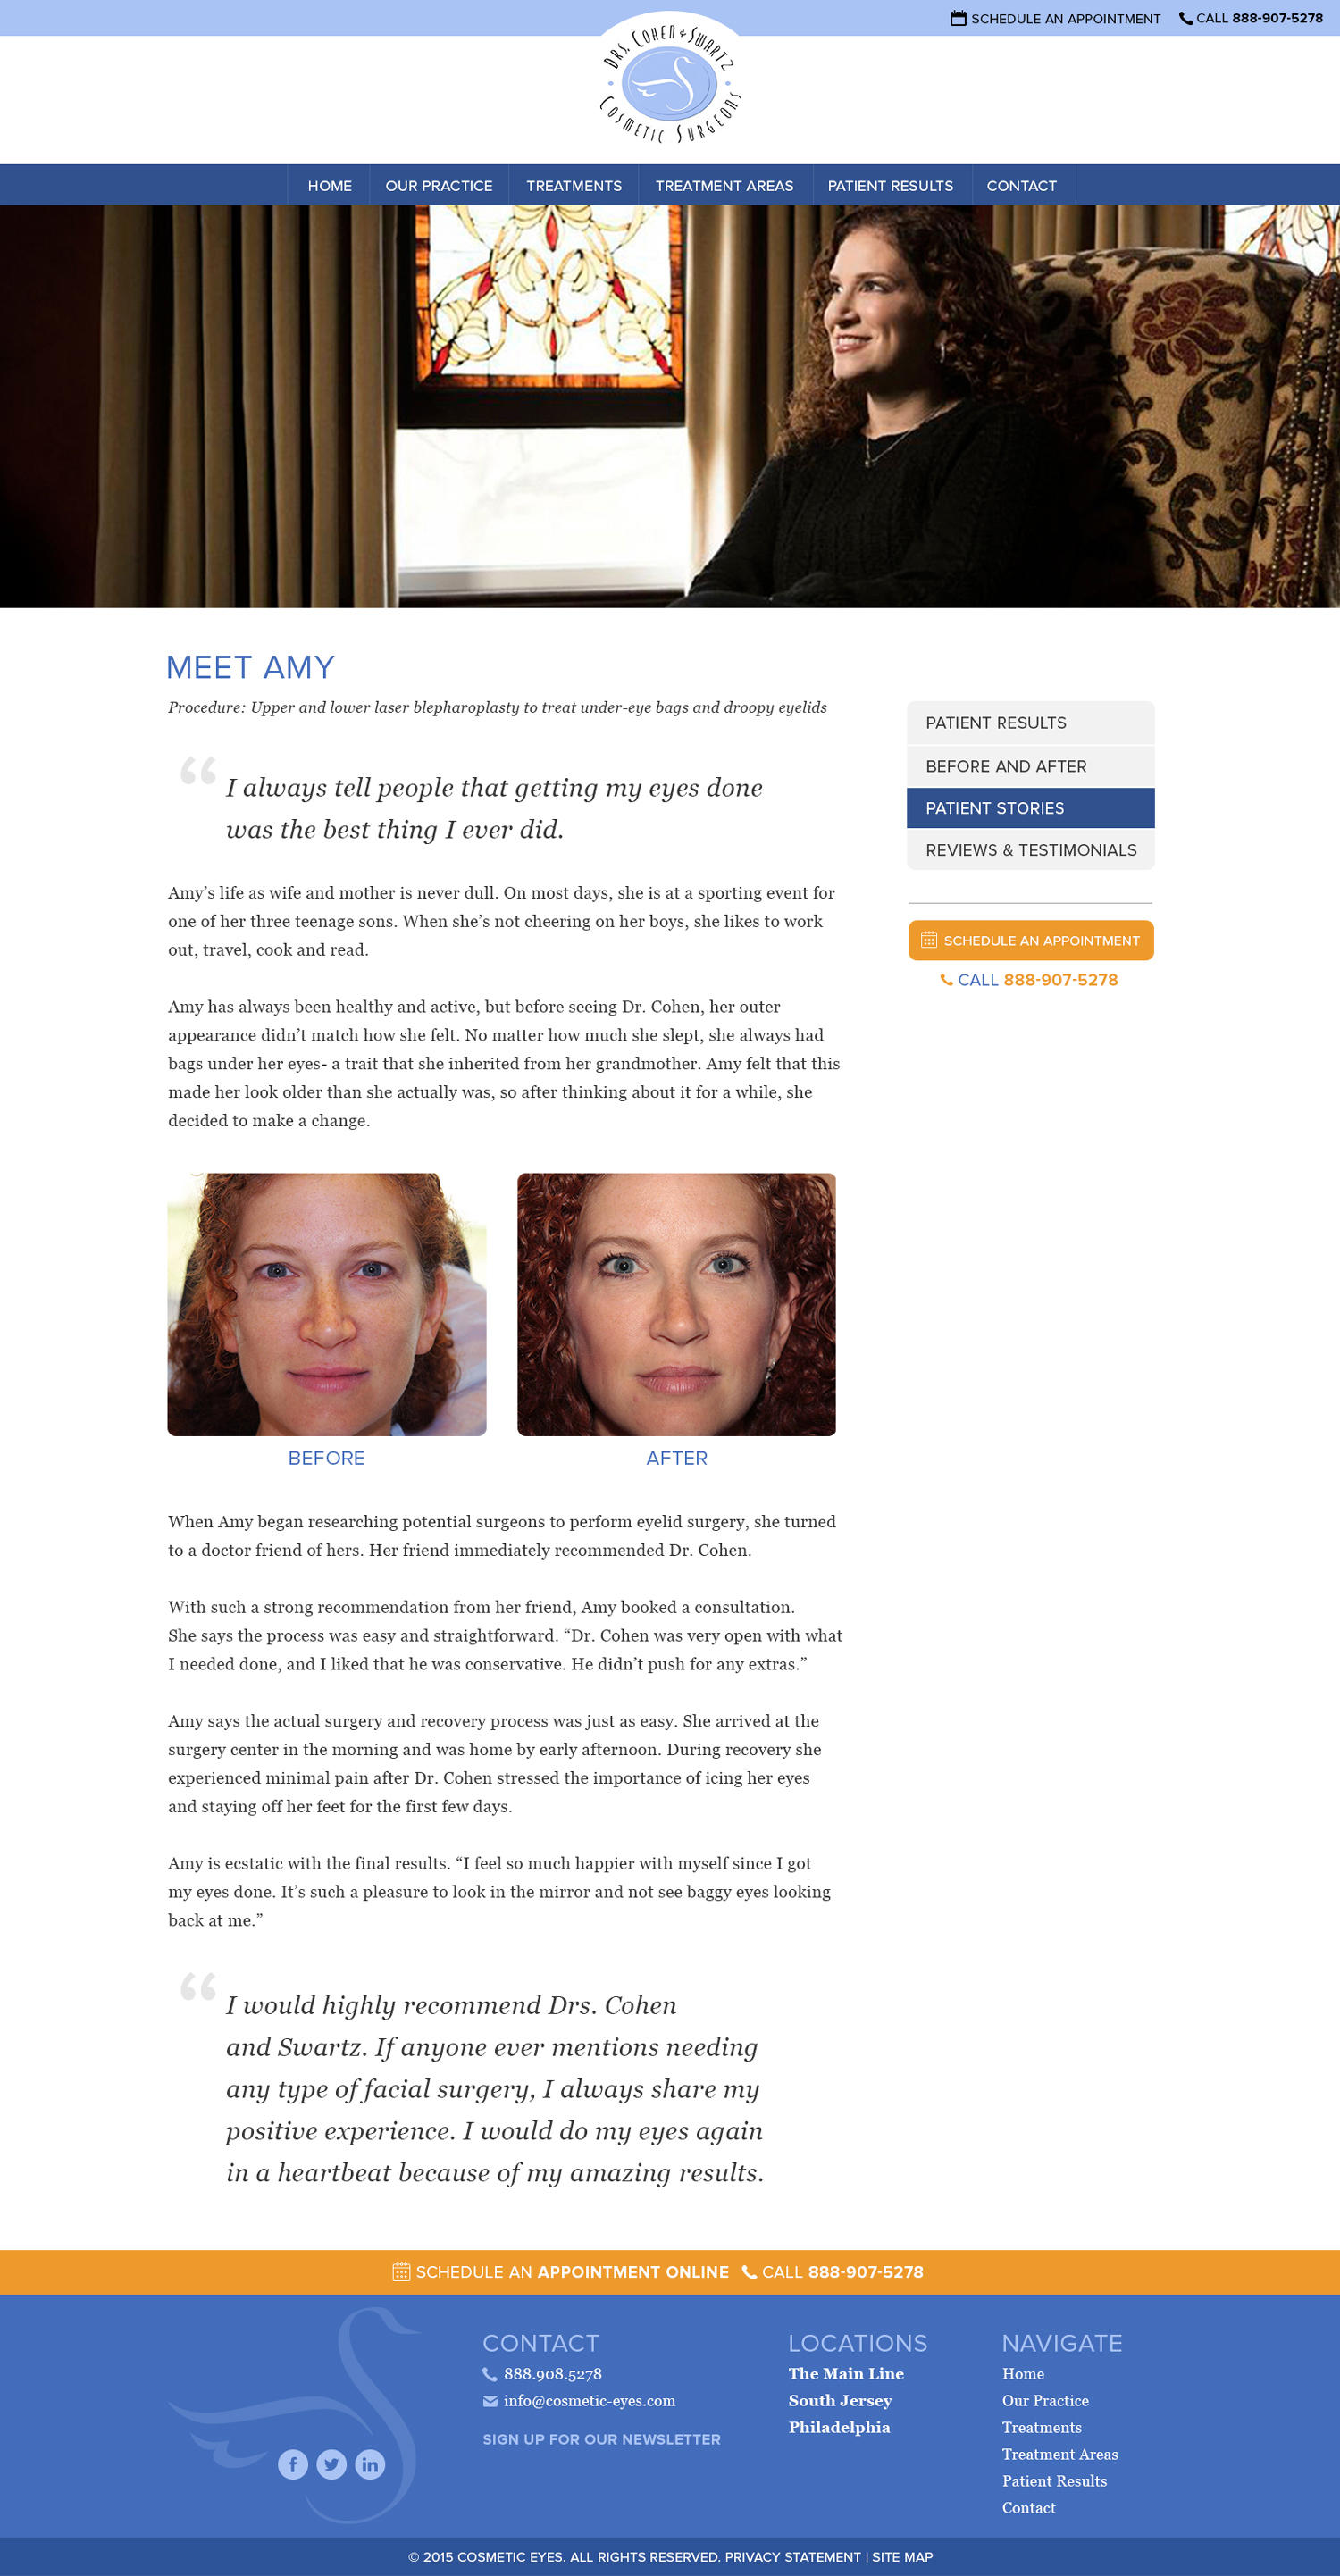 SCHEDULE AN APPOINTMENT CALL 888-907-5278
DRS. COHEN & SWARTZ
COSMETIC SURGEONS
HOME OUR PRACTICE TREATMENTS TREATMENT AREAS PATIENT RESULTS CONTACT
MEET AMY
Procedure: Upper and lower laser blepharoplasty to treat under-eye bags and droopy eyelids
“ I always tell people that getting my eyes done
was the best thing I ever did.
Amy’s life as wife and mother is never dull. On most days, she is at a sporting event for
one of her three teenage sons. When she’s not cheering on her boys, she likes to work
out, travel, cook and read.
Amy has always been healthy and active, but before seeing Dr. Cohen, her outer
appearance didn’t match how she felt. No matter how much she slept, she always had
bags under her eyes- a trait that she inherited from her grandmother. Amy felt that this
made her look older than she actually was, so after thinking about it for a while, she
decided to make a change.
BEFORE AFTER
When Amy began researching potential surgeons to perform eyelid surgery, she turned
to a doctor friend of hers. Her friend immediately recommended Dr. Cohen.
With such a strong recommendation from her friend, Amy booked a consultation.
She says the process was easy and straightforward. “Dr. Cohen was very open with what
I needed done, and I liked that he was conservative. He didn’t push for any extras.”
Amy says the actual surgery and recovery process was just as easy. She arrived at the
surgery center in the morning and was home by early afternoon. During recovery she
experienced minimal pain after Dr. Cohen stressed the importance of icing her eyes
and staying off her feet for the first few days.
Amy is ecstatic with the final results. “I feel so much happier with myself since I got
my eyes done. It’s such a pleasure to look in the mirror and not see baggy eyes looking
back at me.”
“ I would highly recommend Drs. Cohen
and Swartz. If anyone ever mentions needing
any type of facial surgery, I always share my
positive experience. I would do my eyes again
in a heartbeat because of my amazing results.
PATIENT RESULTS
BEFORE AND AFTER
PATIENT STORIES
REVIEWS & TESTIMONIALS
SCHEDULE AN APPOINTMENT
CALL 888-907-5278
SCHEDULE AN APPOINTMENT ONLINE CALL 888-907-5278
f in
CONTACT
888.908.5278
info@cosmetic-eyes.com
SIGN UP FOR OUR NEWSLETTER
LOCATIONS
The Main Line
South Jersey
Philadelphia
NAVIGATE
Home
Our Practice
Treatments
Treatment Areas
Patient Results
Contact
© 2015 COSMETIC EYES. ALL RIGHTS RESERVED. PRIVACY STATEMENT | SITE MAP